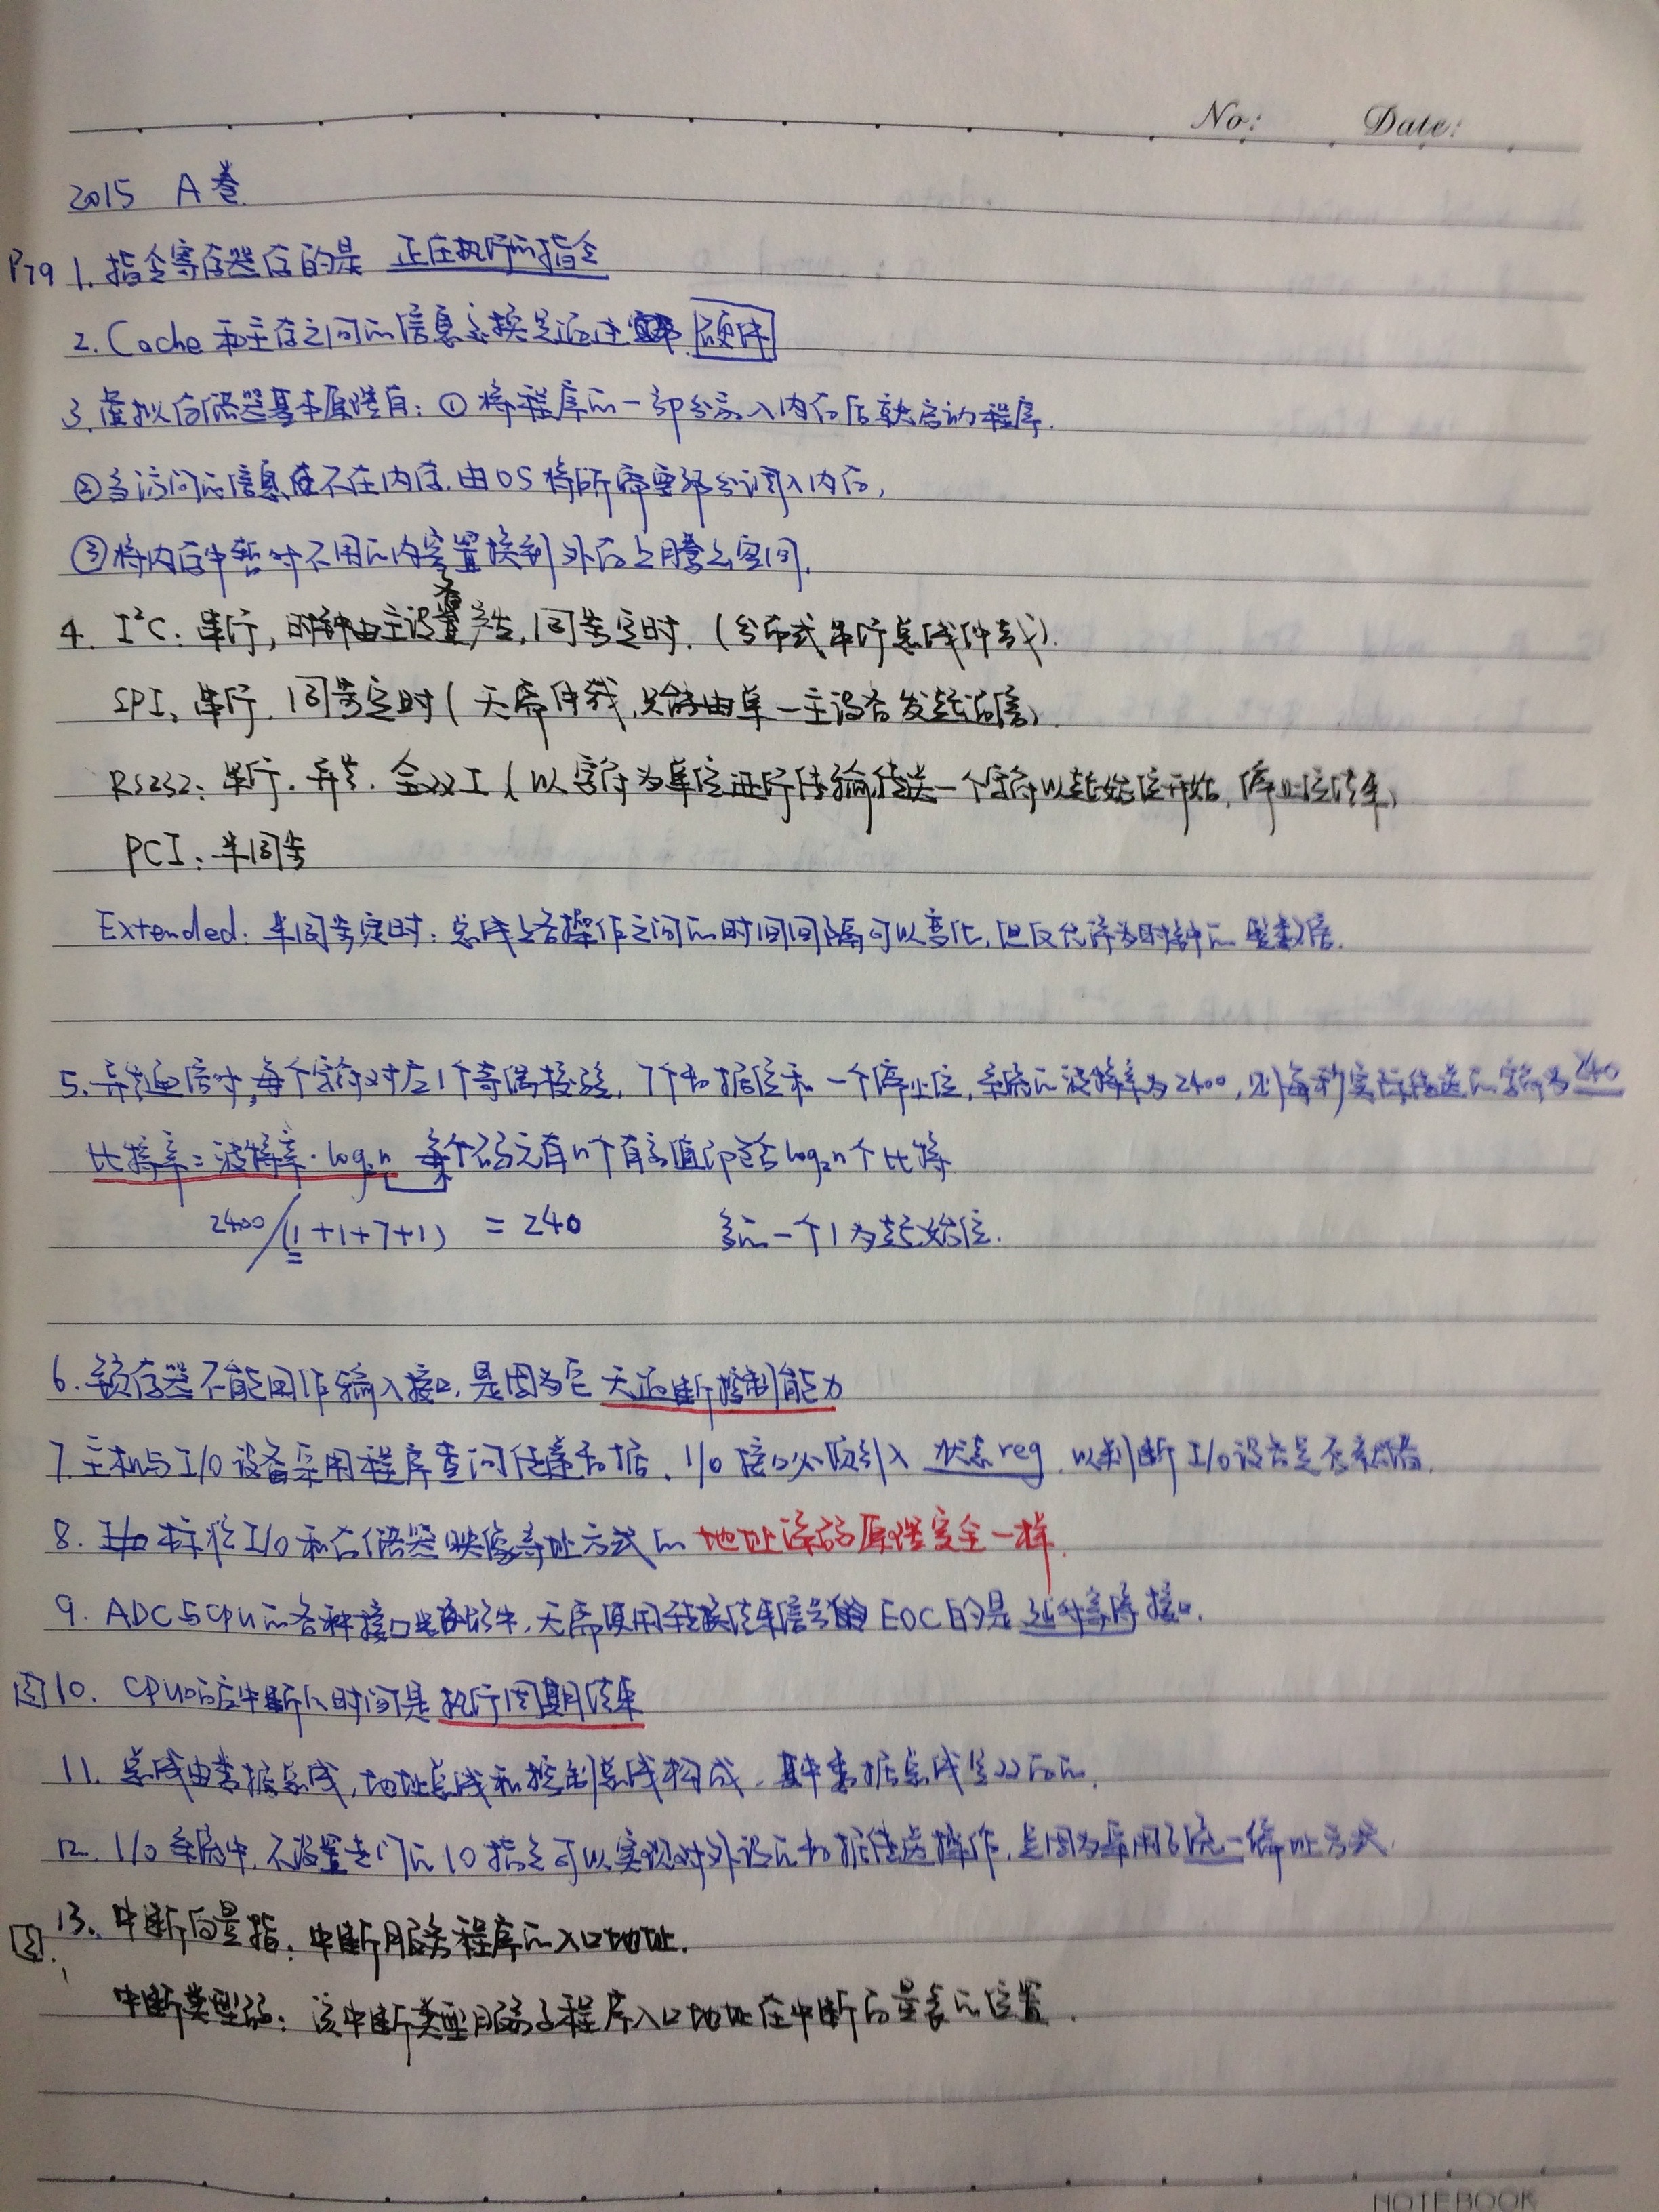 No: Date:
2015 A卷
P79 1. 指令寄存器存的是 正在执行的指令
2. Cache和主存之间的信息交换是通过 硬件
3. 虚拟存储器基本原理有: ① 将程序的一部分装入内存后就启动程序.
②当访问的信息不在内存.由OS将所需要部分调入内存,
③将内存中暂时不用的内容置换到外存上腾出空间.
4. I²C: 串行, 时钟由主设备产生, 同步定时. (分布式串行总线仲裁).
SPI: 串行. 同步定时 ( 无需仲裁, 只能由单一主设备发起通信).
RS232: 串行. 异步. 全双工 ( 以字符为单位进行传输传送一个字符以起始位开始, 停止位结束)
PCI: 半同步
Extended: 半同步定时: 总线上各操作之间的时间间隔可以变化, 但仅允许为时钟的整数倍.
5. 异步通信时, 每个字符对应1个奇偶校验, 7个数据位和一个停止位, 系统的波特率为2400, 则每秒实际传送的字符为240
比特率=波特率·log₂n 每个码元有n个有效值即包含log₂n个比特
2400/(1+1+7+1) = 240 多的一个1为起始位.
6. 锁存器不能用作输入接口, 是因为它无通断控制能力
7. 主机与I/O设备采用程序查询传送数据, I/O接口必须引入 状态reg. 以判断I/O设备是否就绪.
8. 标准I/O和存储器映像寻址方式的 地址译码原理完全一样.
9. ADC与CPU的各种接口电路中, 无需使用转换结束信号 EOC的是 延时等待接口.
10. CPU响应中断的时间是执行周期结束
11. 总线由数据总线, 地址总线和控制总线构成. 其中数据总线是双向的.
12. I/O系统中, 不设置专门的IO指令可以实现对外设的数据传送操作, 是因为采用了统一编址方式
13. 中断向量指: 中断服务程序的入口地址.
中断类型码: 该中断类型服务子程序入口地址在中断向量表的位置.
NOTEBOOK